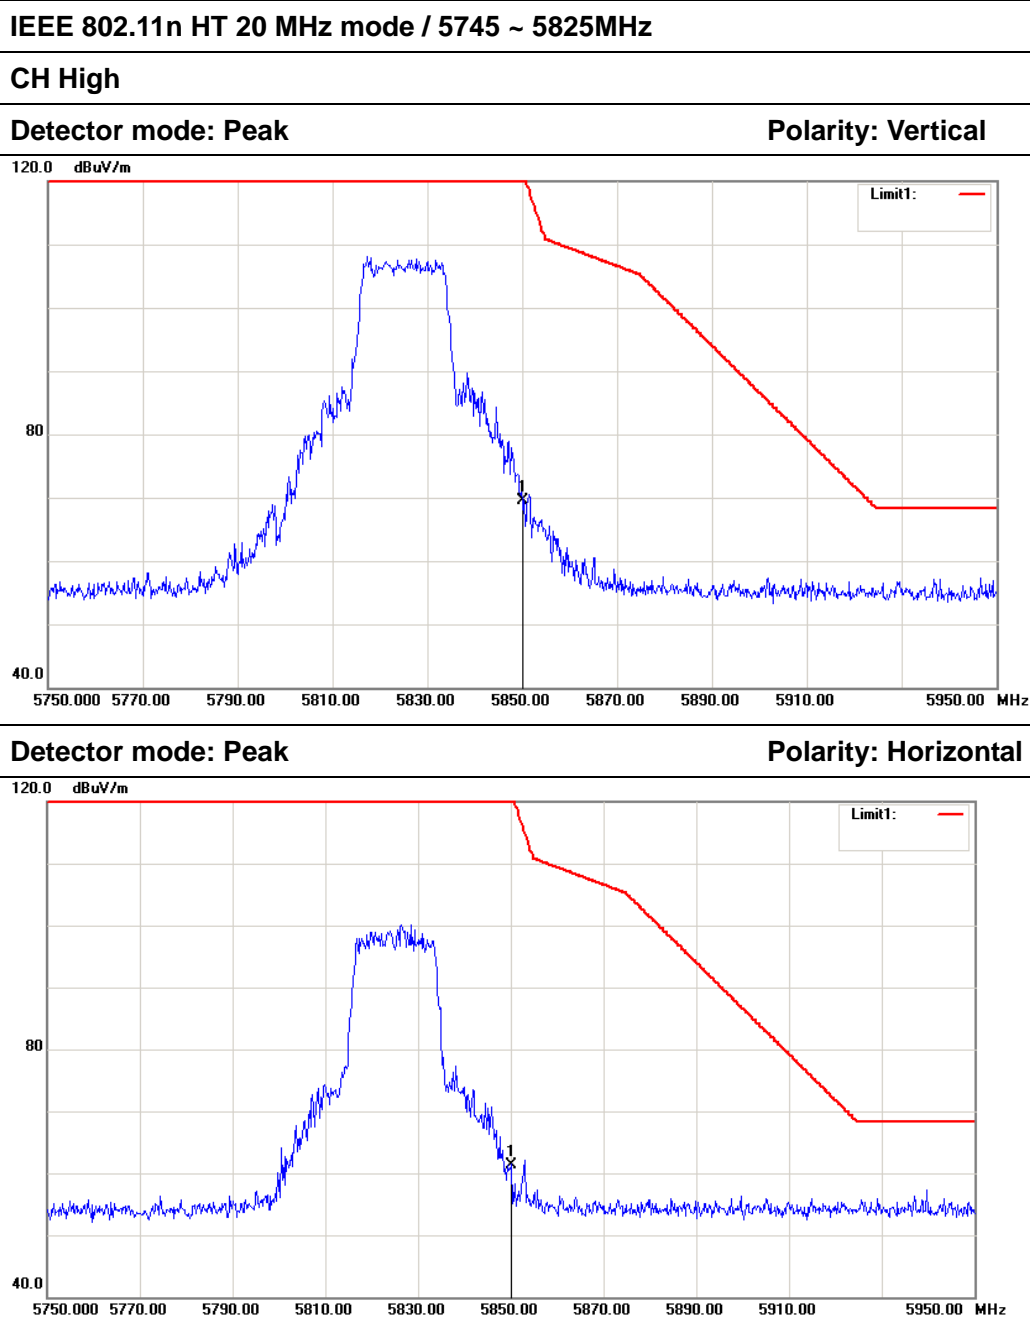 IEEE 802.11n HT 20 MHz mode / 5745 ~ 5825MHz
CH High
Detector mode: Peak Polarity: Vertical
120.0 dBuV/m
Limit1:
80
1
40.0
5750.000 5770.00 5790.00 5810.00 5830.00 5850.00 5870.00 5890.00 5910.00 5950.00 MHz
Detector mode: Peak Polarity: Horizontal
120.0 dBuV/m
Limit1:
80
1
40.0
5750.000 5770.00 5790.00 5810.00 5830.00 5850.00 5870.00 5890.00 5910.00 5950.00 MHz